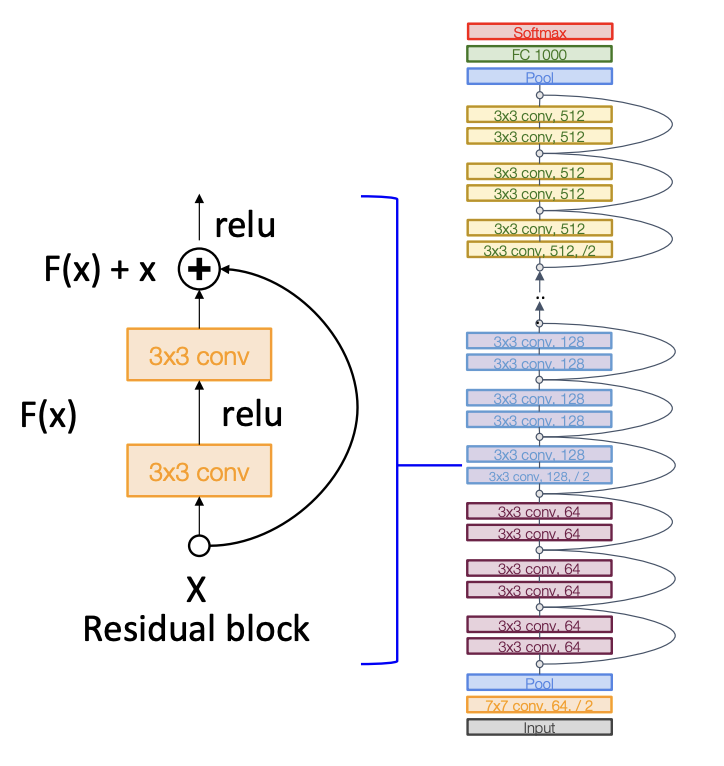 relu
F(x) + x
3x3 conv
F(x)
relu
3x3 conv
X
Residual block
Softmax
FC 1000
Pool
3x3 conv, 512
3x3 conv, 512
3x3 conv, 512
3x3 conv, 512
3x3 conv, 512
3x3 conv, 512, /2
..
3x3 conv, 128
3x3 conv, 128
3x3 conv, 128
3x3 conv, 128
3x3 conv, 128
3x3 conv, 128, / 2
3x3 conv, 64
3x3 conv, 64
3x3 conv, 64
3x3 conv, 64
3x3 conv, 64
3x3 conv, 64
Pool
7x7 conv, 64, / 2
Input